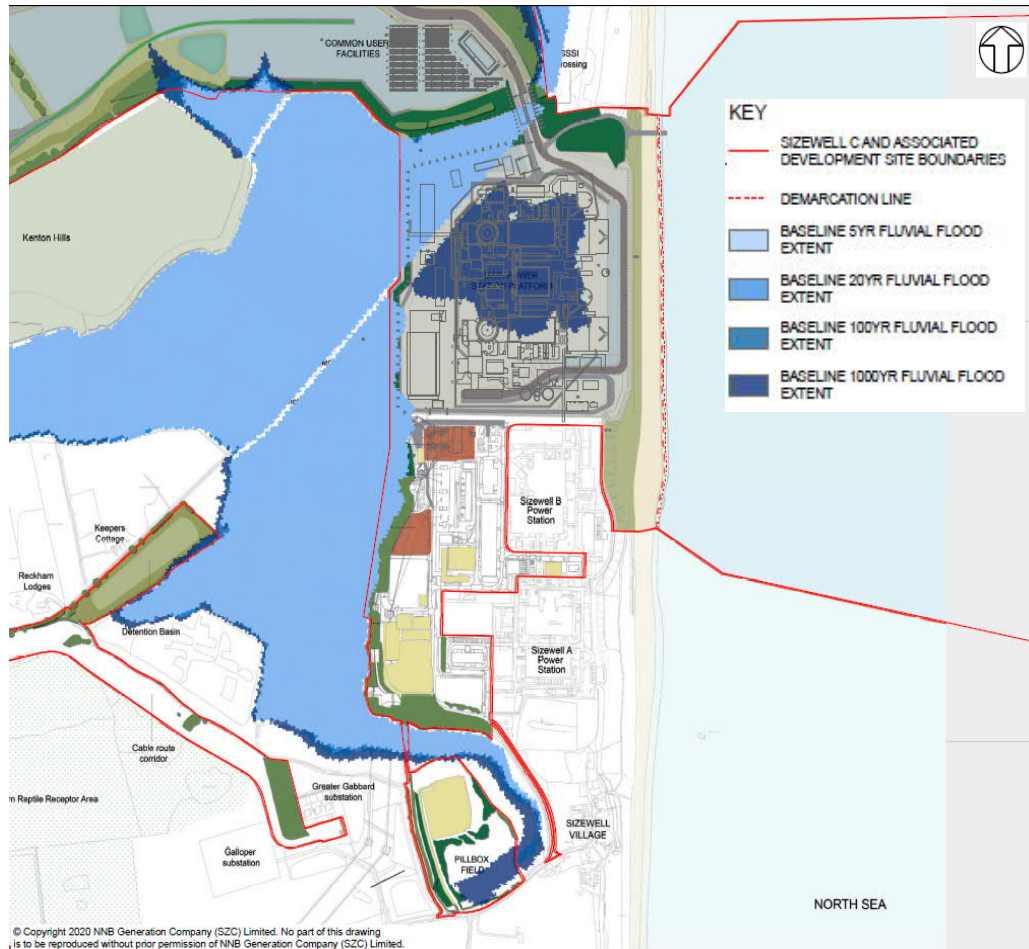 COMMON USER
FACILITIES
SSSI
KEY
SIZEWELL C AND ASSOCIATED
DEVELOPMENT SITE BOUNDARIES
DEMARCATION LINE
BASELINE 5YR FLUVIAL FLOOD
EXTENT
BASELINE 20YR FLUVIAL FLOOD
EXTENT
BASELINE 100YR FLUVIAL FLOOD
EXTENT
BASELINE 1000YR FLUVIAL FLOOD
EXTENT
Kenton Hills
POWER
PLATFORM
Sizewell B
Power
Station
Keepers
Cottage
Reckham
Lodges
Detention Basin
Sizewell A
Power
Station
Cable route
corridor
n Reptile Receptor Area
Greater Gabbard
substation
Galloper
substation
SIZEWELL
VILLAGE
PILLBOX
FIELD
NORTH SEA
© Copyright 2020 NNB Generation Company (SZC) Limited. No part of this drawing
is to be reproduced without prior permission of NNB Generation Company (SZC) Limited.